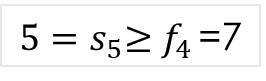 5 = s₅ ≥ f₄ =7